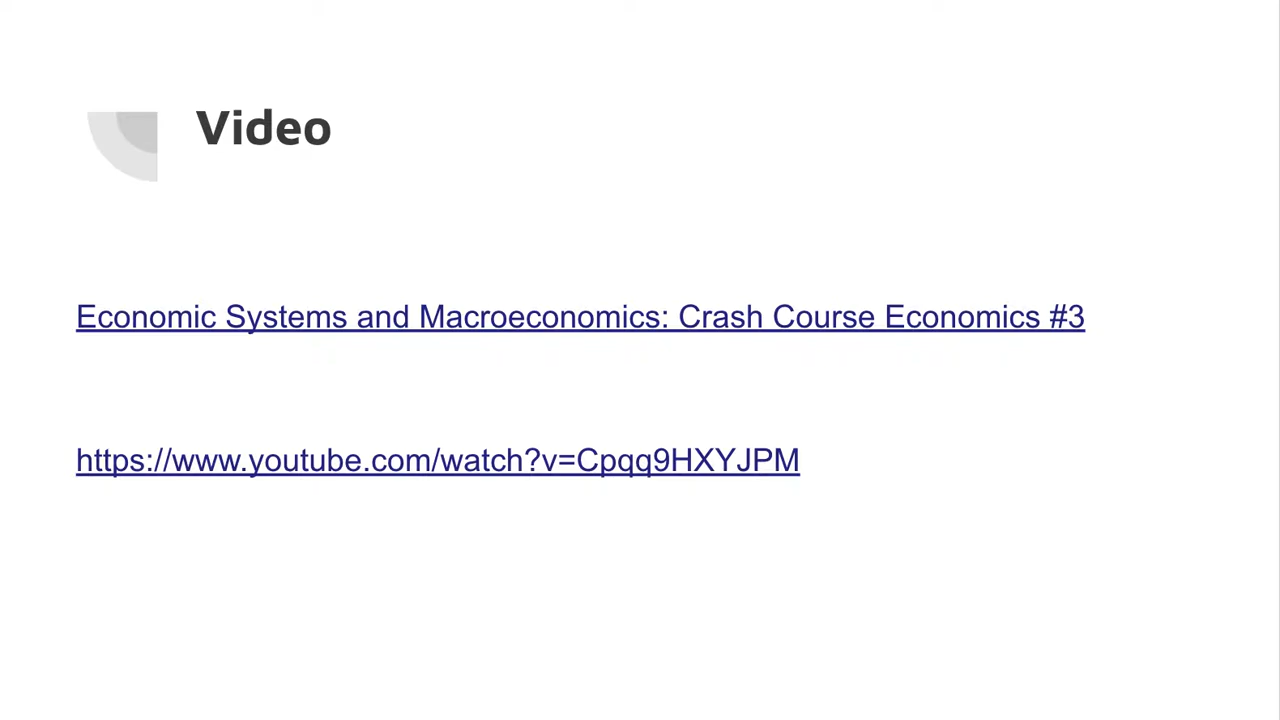 Video
Economic Systems and Macroeconomics: Crash Course Economics #3
https://www.youtube.com/watch?v=Cpqq9HXYJPM